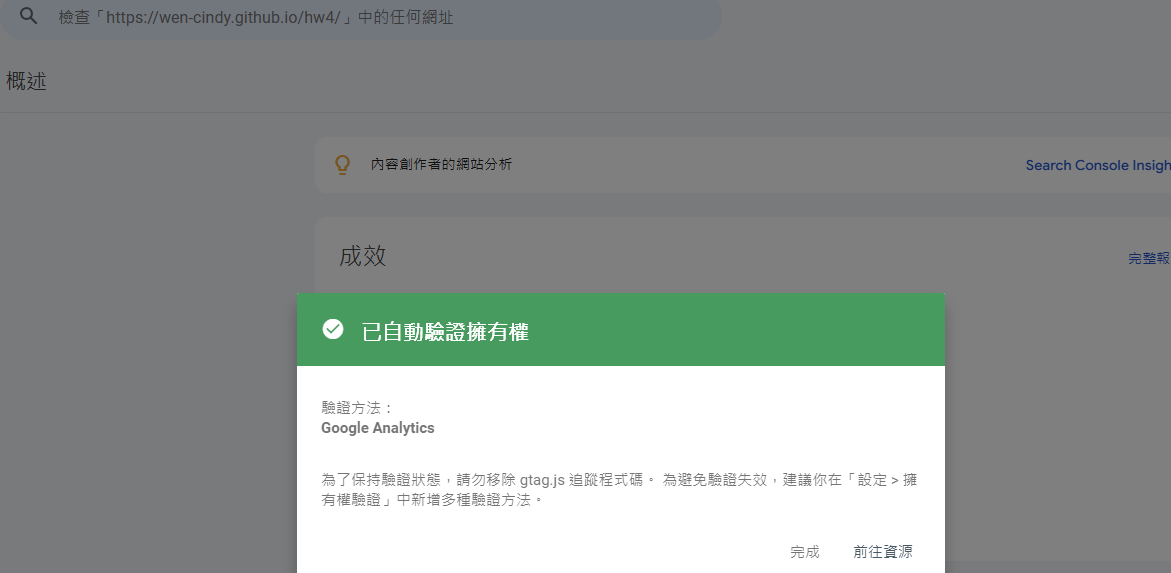 檢查「https://wen-cindy.github.io/hw4/」中的任何網址
概述
內容創作者的網站分析
Search Console Insigh
成效
完整報
已自動驗證擁有權
驗證方法：
Google Analytics
為了保持驗證狀態，請勿移除 gtag.js 追蹤程式碼。 為避免驗證失效，建議你在「設定 > 擁
有權驗證」中新增多種驗證方法。
完成
前往資源